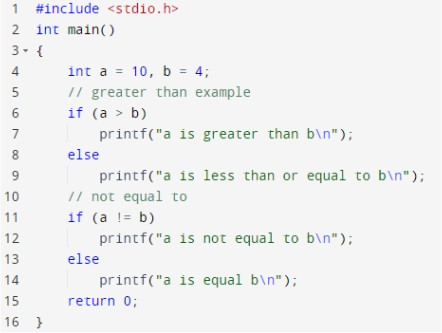 1 #include <stdio.h>
2 int main()
3 {
4     int a = 10, b = 4;
5     // greater than example
6     if (a > b)
7         printf("a is greater than b\n");
8     else
9         printf("a is less than or equal to b\n");
10     // not equal to
11     if (a != b)
12         printf("a is not equal to b\n");
13     else
14         printf("a is equal b\n");
15     return 0;
16 }